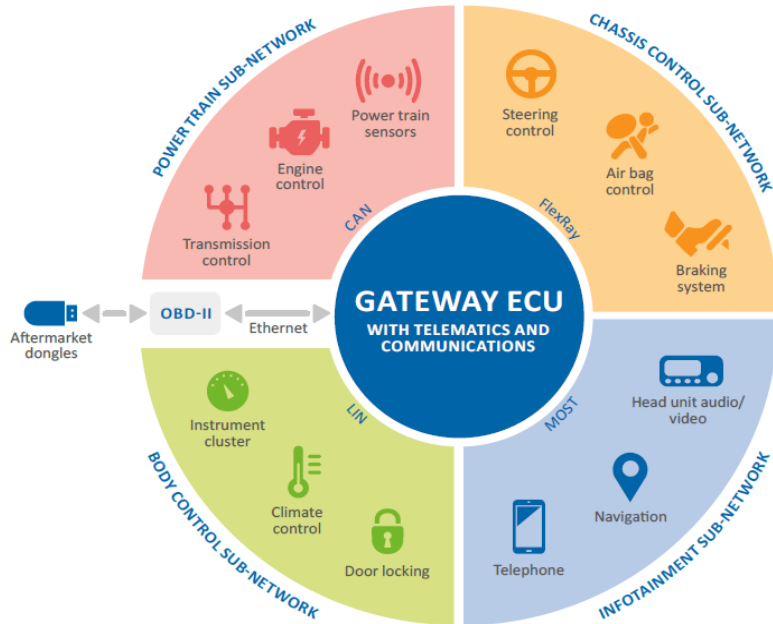 POWER TRAIN SUB-NETWORK
CHASSIS CONTROL SUB-NETWORK
Power train
sensors
Engine
control
Transmission
control
CAN
Steering
control
Air bag
control
Braking
system
FlexRay
GATEWAY ECU
WITH TELEMATICS AND
COMMUNICATIONS
Aftermarket
dongles
OBD-II
Ethernet
Instrument
cluster
Climate
control
Door locking
LIN
BODY CONTROL SUB-NETWORK
MOST
Head unit audio/
video
Navigation
Telephone
INFOTAINMENT SUB-NETWORK